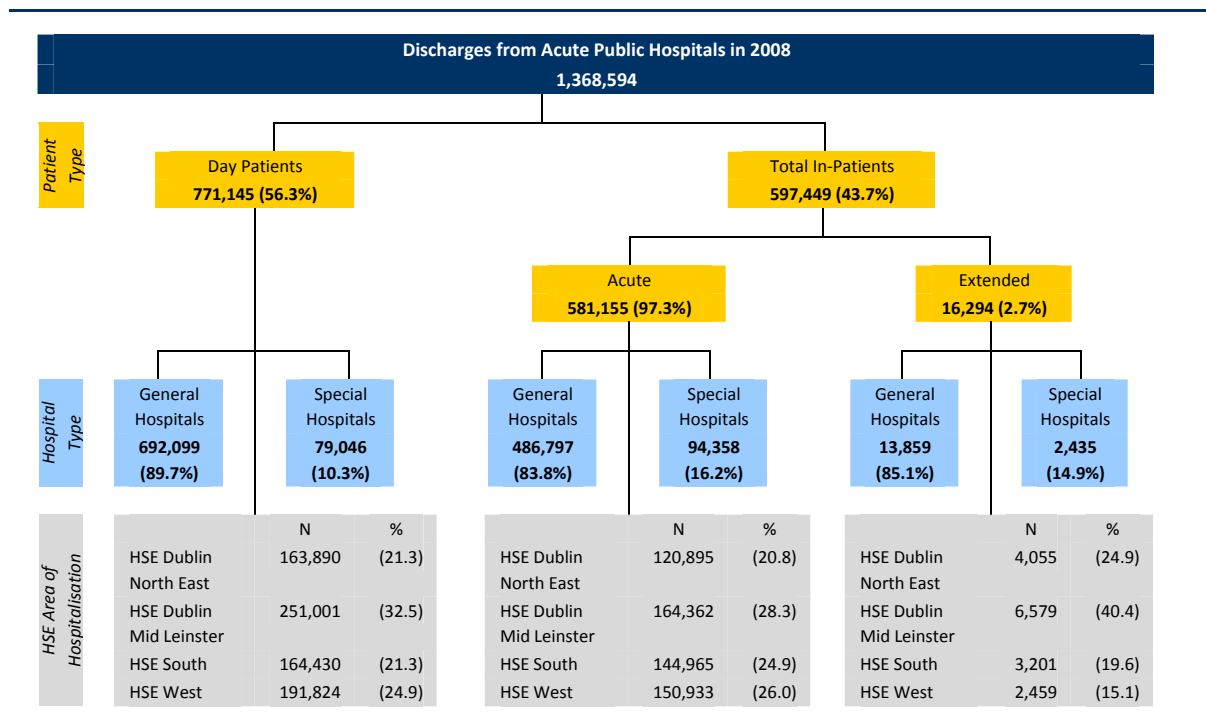 Discharges from Acute Public Hospitals in 2008
1,368,594
Patient
Type
Day Patients
771,145 (56.3%)
Total In-Patients
597,449 (43.7%)
Acute
581,155 (97.3%)
Extended
16,294 (2.7%)
Hospital
Type
General
Hospitals
692,099
(89.7%)
Special
Hospitals
79,046
(10.3%)
General
Hospitals
486,797
(83.8%)
Special
Hospitals
94,358
(16.2%)
General
Hospitals
13,859
(85.1%)
Special
Hospitals
2,435
(14.9%)
HSE Area of
Hospitalisation
N %
HSE Dublin 163,890 (21.3)
North East
HSE Dublin 251,001 (32.5)
Mid Leinster
HSE South 164,430 (21.3)
HSE West 191,824 (24.9)
N %
HSE Dublin 120,895 (20.8)
North East
HSE Dublin 164,362 (28.3)
Mid Leinster
HSE South 144,965 (24.9)
HSE West 150,933 (26.0)
N %
HSE Dublin 4,055 (24.9)
North East
HSE Dublin 6,579 (40.4)
Mid Leinster
HSE South 3,201 (19.6)
HSE West 2,459 (15.1)